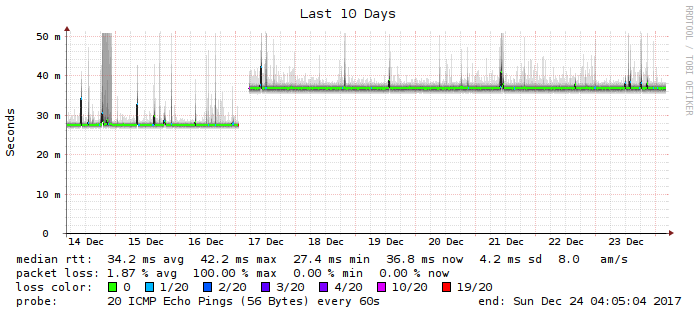 Last 10 Days
RRDTOOL / TOBI OETIKER
50 m
40 m
30 m
20 m
10 m
0
Seconds
14 Dec 15 Dec 16 Dec 17 Dec 18 Dec 19 Dec 20 Dec 21 Dec 22 Dec 23 Dec
median rtt: 34.2 ms avg 42.2 ms max 27.4 ms min 36.8 ms now 4.2 ms sd 8.0 am/s
packet loss: 1.87 % avg 100.00 % max 0.00 % min 0.00 % now
loss color: 0 1/20 2/20 3/20 4/20 10/20 19/20
probe: 20 ICMP Echo Pings (56 Bytes) every 60s end: Sun Dec 24 04:05:04 2017